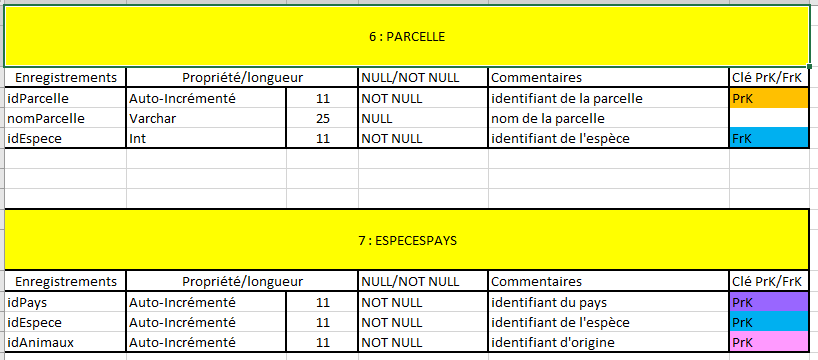 6 : PARCELLE
Enregistrements Propriété/longueur NULL/NOT NULL Commentaires Clé PrK/FrK
idParcelle Auto-Incrémenté 11 NOT NULL identifiant de la parcelle PrK
nomParcelle Varchar 25 NULL nom de la parcelle
idEspece Int 11 NOT NULL identifiant de l'espèce FrK
7 : ESPECESPAYS
Enregistrements Propriété/longueur NULL/NOT NULL Commentaires Clé PrK/FrK
idPays Auto-Incrémenté 11 NOT NULL identifiant du pays PrK
idEspece Auto-Incrémenté 11 NOT NULL identifiant de l'espèce PrK
idAnimaux Auto-Incrémenté 11 NOT NULL identifiant d'origine PrK